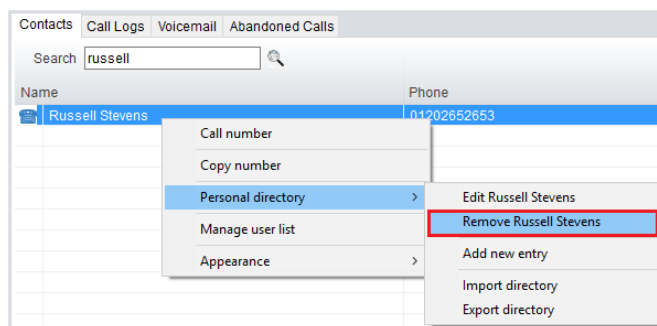 Contacts Call Logs Voicemail Abandoned Calls
Search russell
Name Phone
Russell Stevens 01202652653
Call number
Copy number
Personal directory
Manage user list
Appearance
Edit Russell Stevens
Remove Russell Stevens
Add new entry
Import directory
Export directory